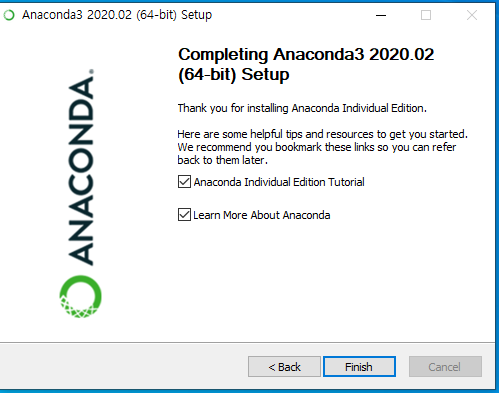 Anaconda3 2020.02 (64-bit) Setup
Completing Anaconda3 2020.02
(64-bit) Setup
Thank you for installing Anaconda Individual Edition.
Here are some helpful tips and resources to get you started.
We recommend you bookmark these links so you can refer
back to them later.
Anaconda Individual Edition Tutorial
Learn More About Anaconda
ANACONDA.
< Back
Finish
Cancel